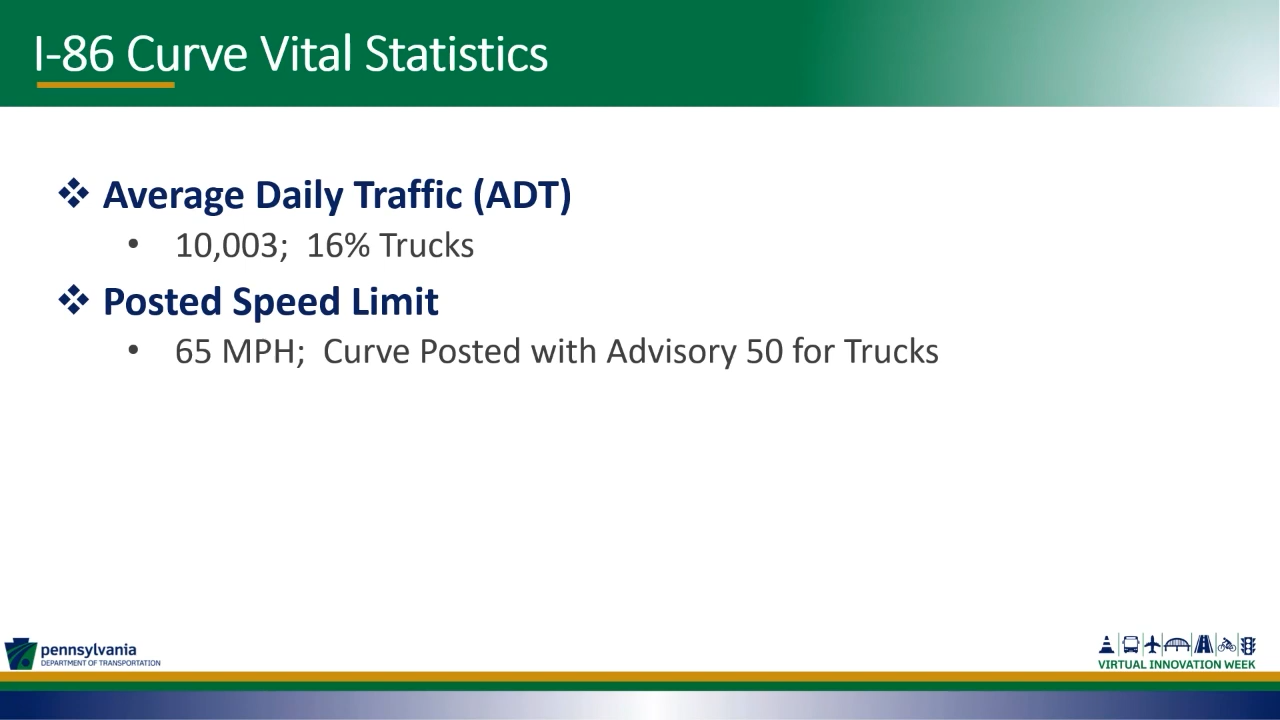 I-86 Curve Vital Statistics
❖ Average Daily Traffic (ADT)
• 10,003; 16% Trucks
❖ Posted Speed Limit
• 65 MPH; Curve Posted with Advisory 50 for Trucks
pennsylvania
DEPARTMENT OF TRANSPORTATION
VIRTUAL INNOVATION WEEK